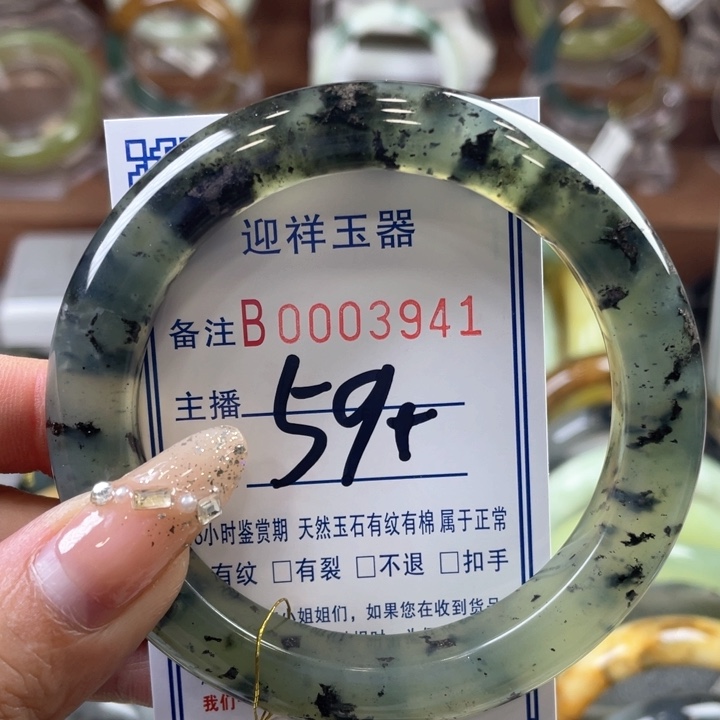 迎祥玉器
备注B0003941
主播 59+
小时鉴赏期 天然玉石有纹有棉属于正常
有纹 □有裂 □不退 □扣手
小姐姐们，如果您在收到货品
我们